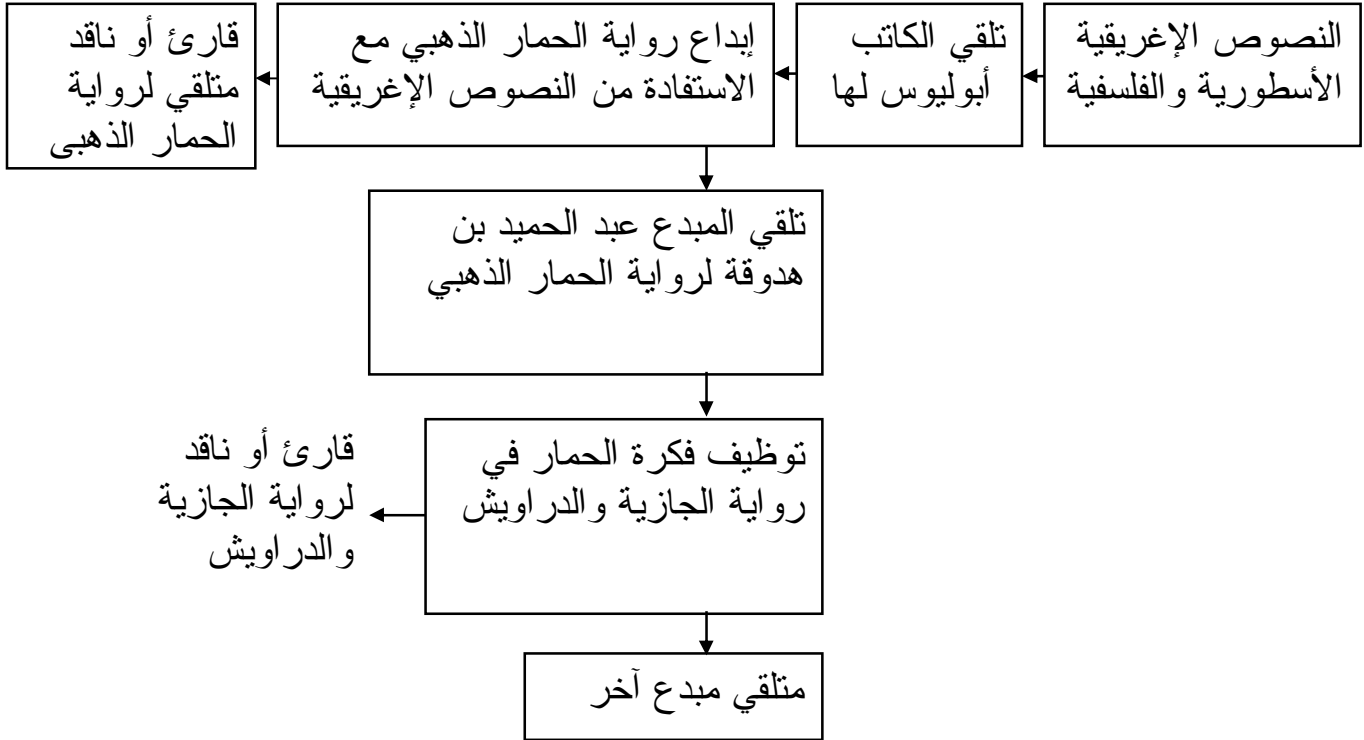 النصوص الإغريقية
الأسطورية والفلسفية
تلقي الكاتب
أبوليوس لها
إبداع رواية الحمار الذهبي مع
الاستفادة من النصوص الإغريقية
قارئ أو ناقد
متلقي لرواية
الحمار الذهبي
تلقي المبدع عبد الحميد بن
هدوقة لرواية الحمار الذهبي
توظيف فكرة الحمار في
رواية الجازية والدراويش
قارئ أو ناقد
لرواية الجازية
والدراويش
متلقي مبدع آخر